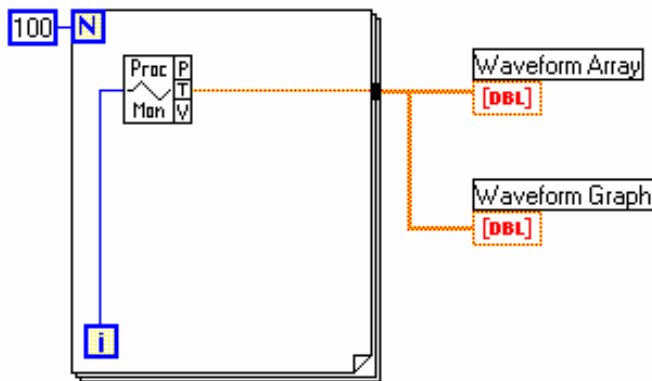 100
N
Proc P
T
Mon V
i
Waveform Array
[DBL]
Waveform Graph
[DBL]